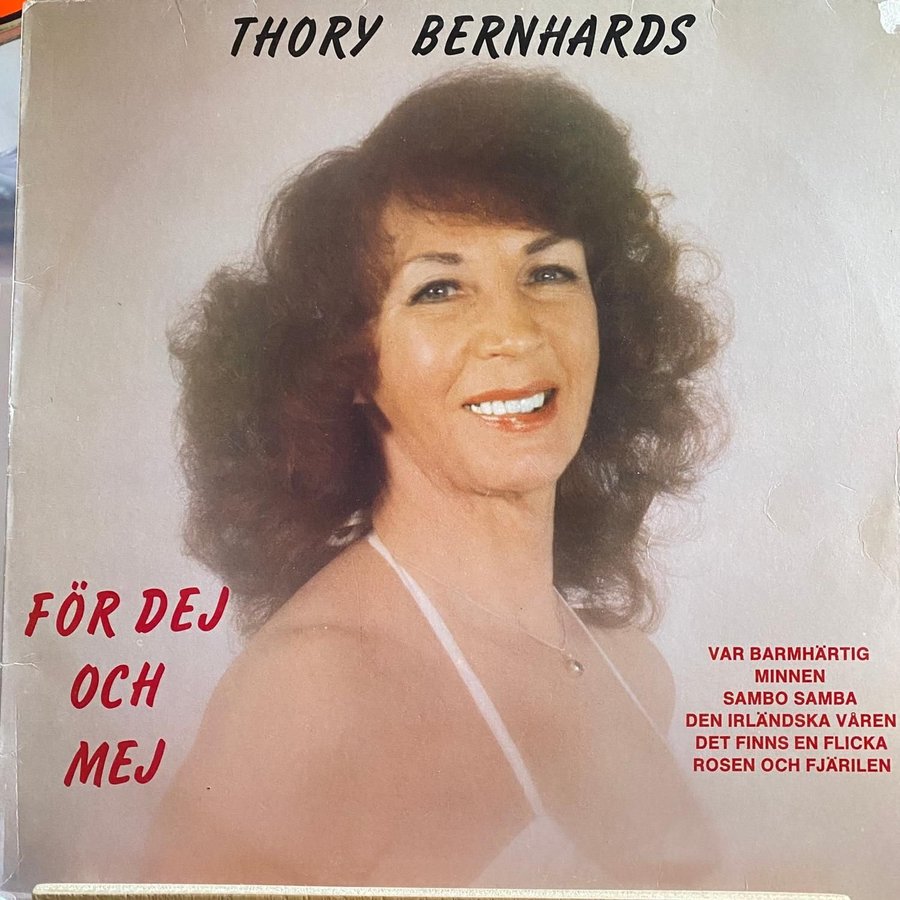 THORY BERNHARDS
FÖR DEJ
OCH
MEJ
VAR BARMHÄRTIG
MINNEN
SAMBO SAMBA
DEN IRLÄNDSKA VÅREN
DET FINNS EN FLICKA
ROSEN OCH FJÄRILEN